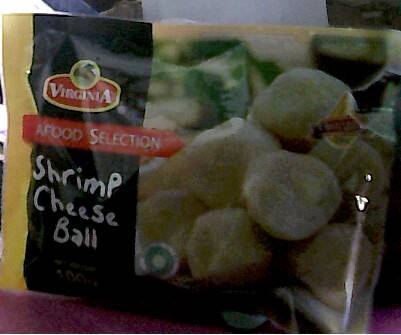 VIRGINIA
AFOOD SELECTION
Shrimp
Cheese
Ball